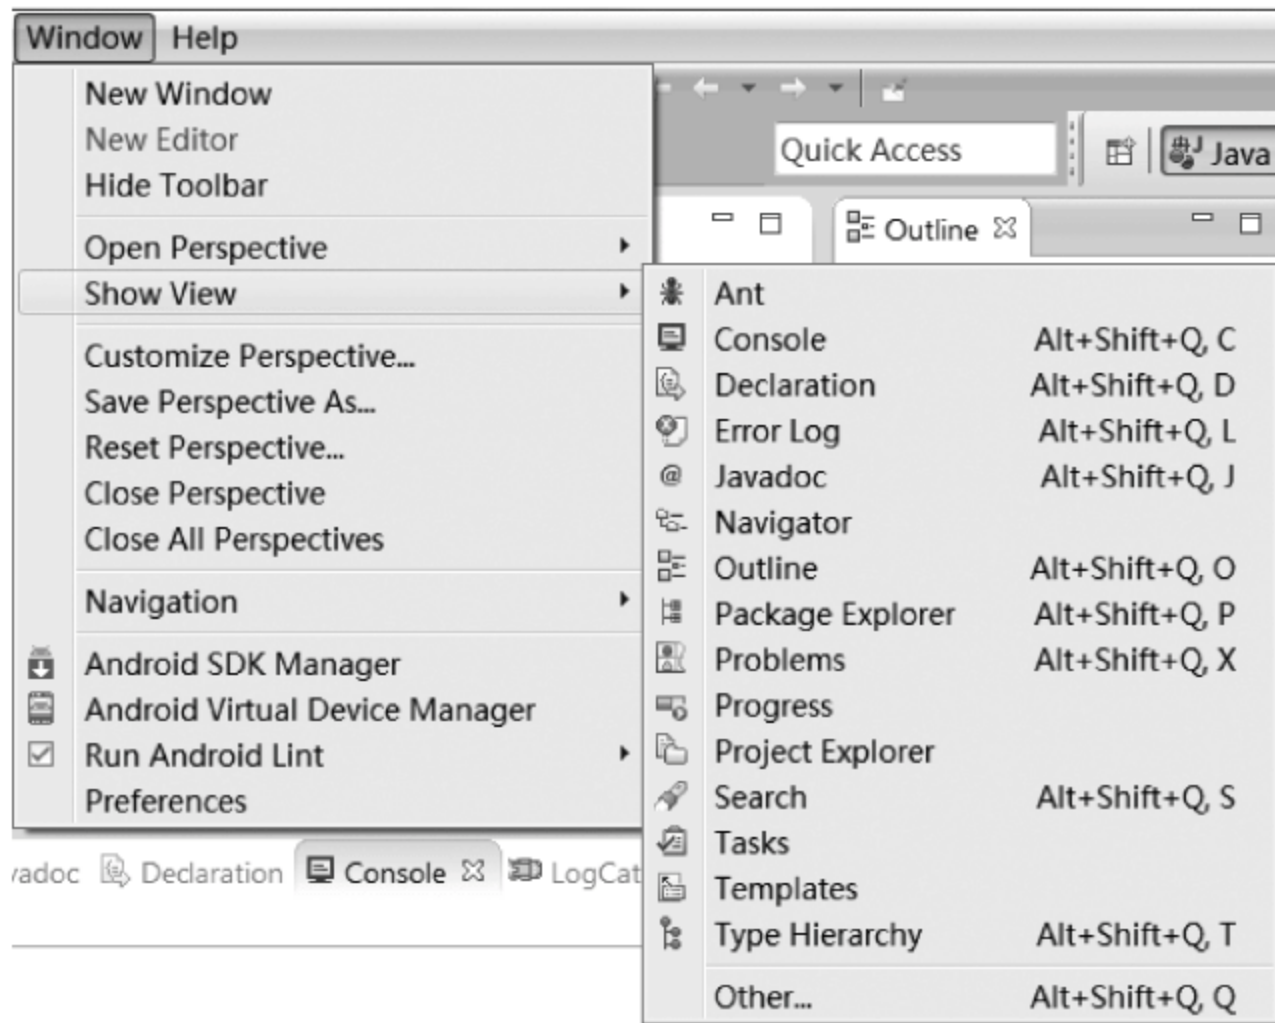 Window Help
New Window
New Editor
Hide Toolbar
Open Perspective
Show View
Customize Perspective...
Save Perspective As...
Reset Perspective...
Close Perspective
Close All Perspectives
Navigation
Android SDK Manager
Android Virtual Device Manager
Run Android Lint
Preferences
Quick Access
Java
Outline
Ant
Console Alt+Shift+Q, C
Declaration Alt+Shift+Q, D
Error Log Alt+Shift+Q, L
@ Javadoc Alt+Shift+Q, J
Navigator
Outline Alt+Shift+Q, O
Package Explorer Alt+Shift+Q, P
Problems Alt+Shift+Q, X
Progress
Project Explorer
Search Alt+Shift+Q, S
Tasks
Templates
Type Hierarchy Alt+Shift+Q, T
Other... Alt+Shift+Q, Q
vadoc Declaration Console LogCat